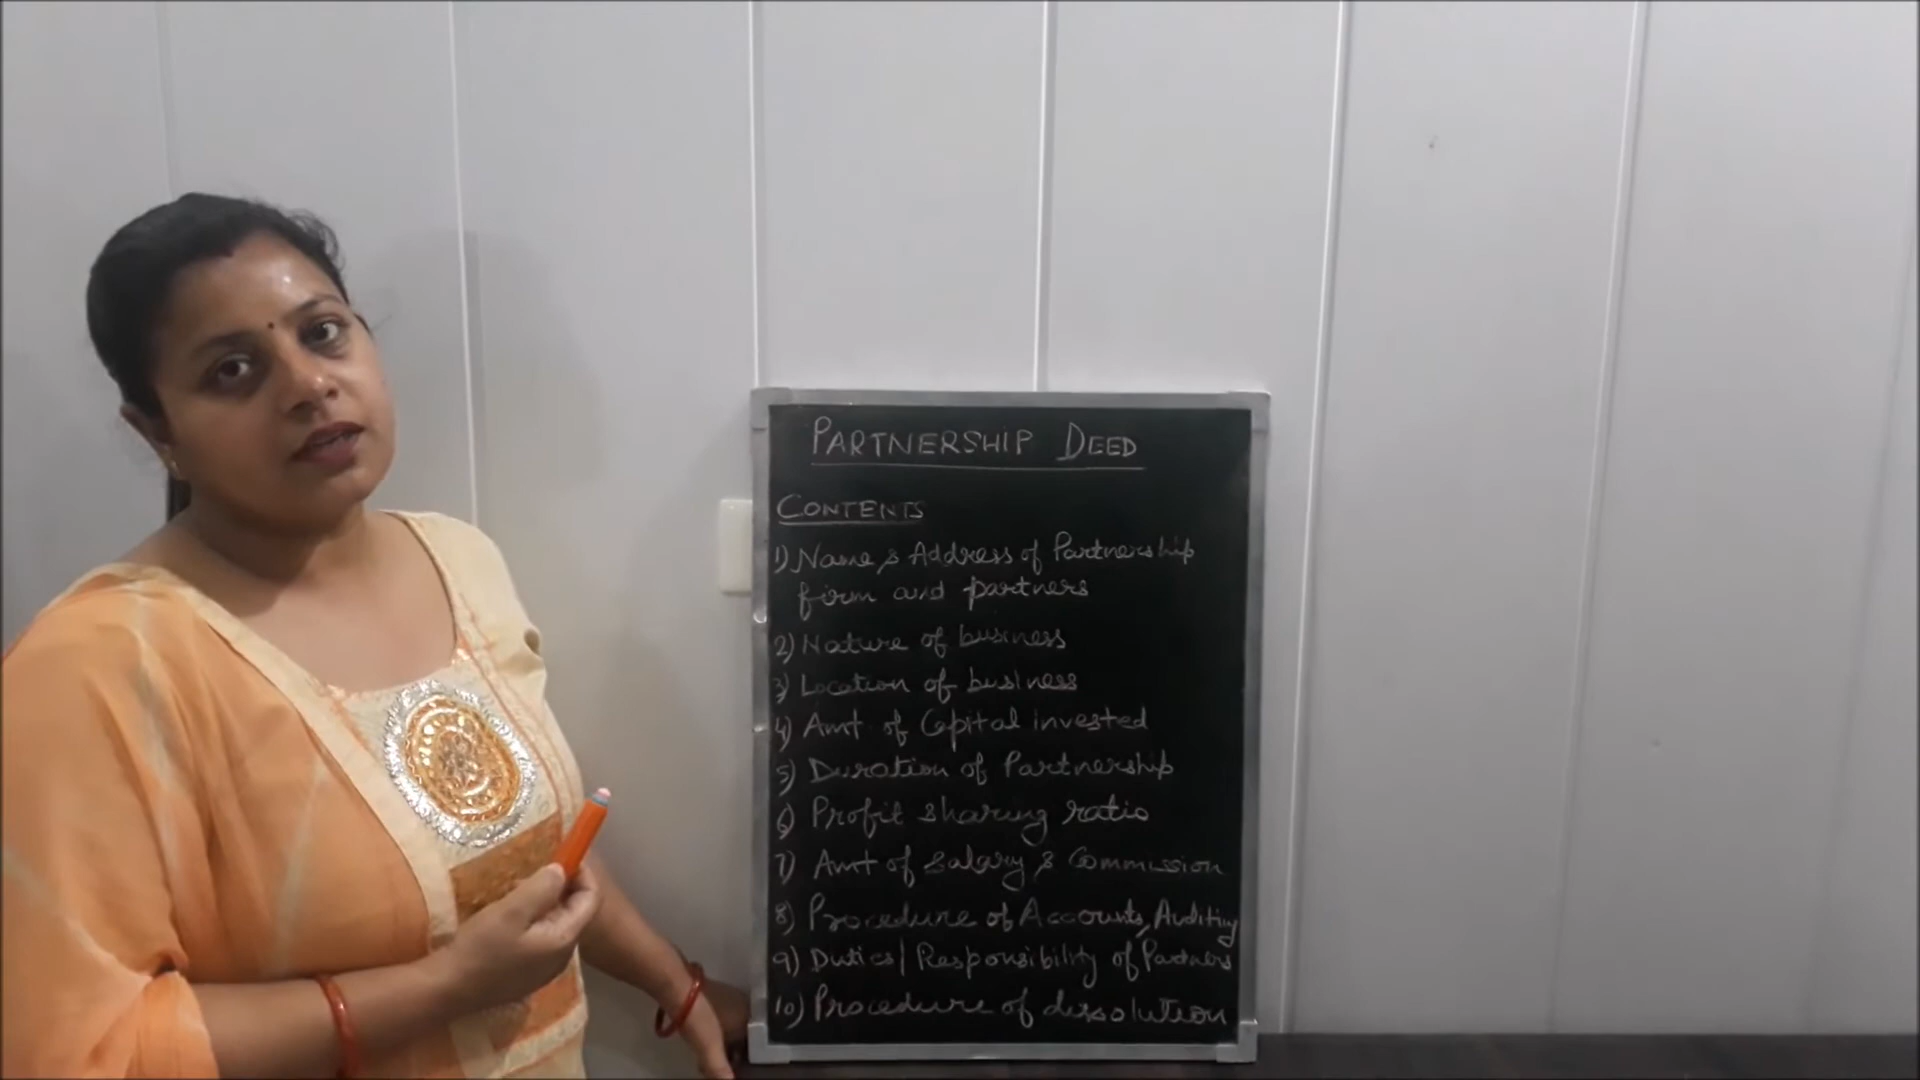 PARTNERSHIP DEED
CONTENTS
1) Name & Address of Partnership
firm and partners
2) Nature of business
3) Location of business
4) Amt of Capital invested
5) Duration of Partnership
6) Profit sharing ratio
7) Amt of Salary & Commission
8) Procedure of Accounts, Auditing
9) Duties/Responsibility of Partners
10) Procedure of dissolution